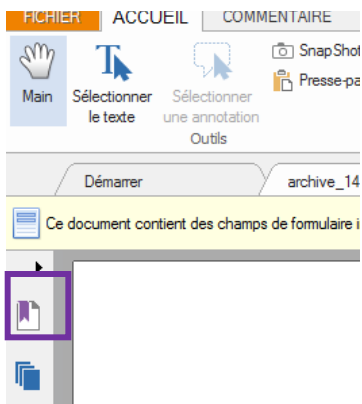 FICHIER ACCUEIL COMMENTAIRE
Main
Sélectionner le texte
Sélectionner une annotation
SnapShot
Presse-pa
Outils
Démarrer
archive_14
Ce document contient des champs de formulaire i